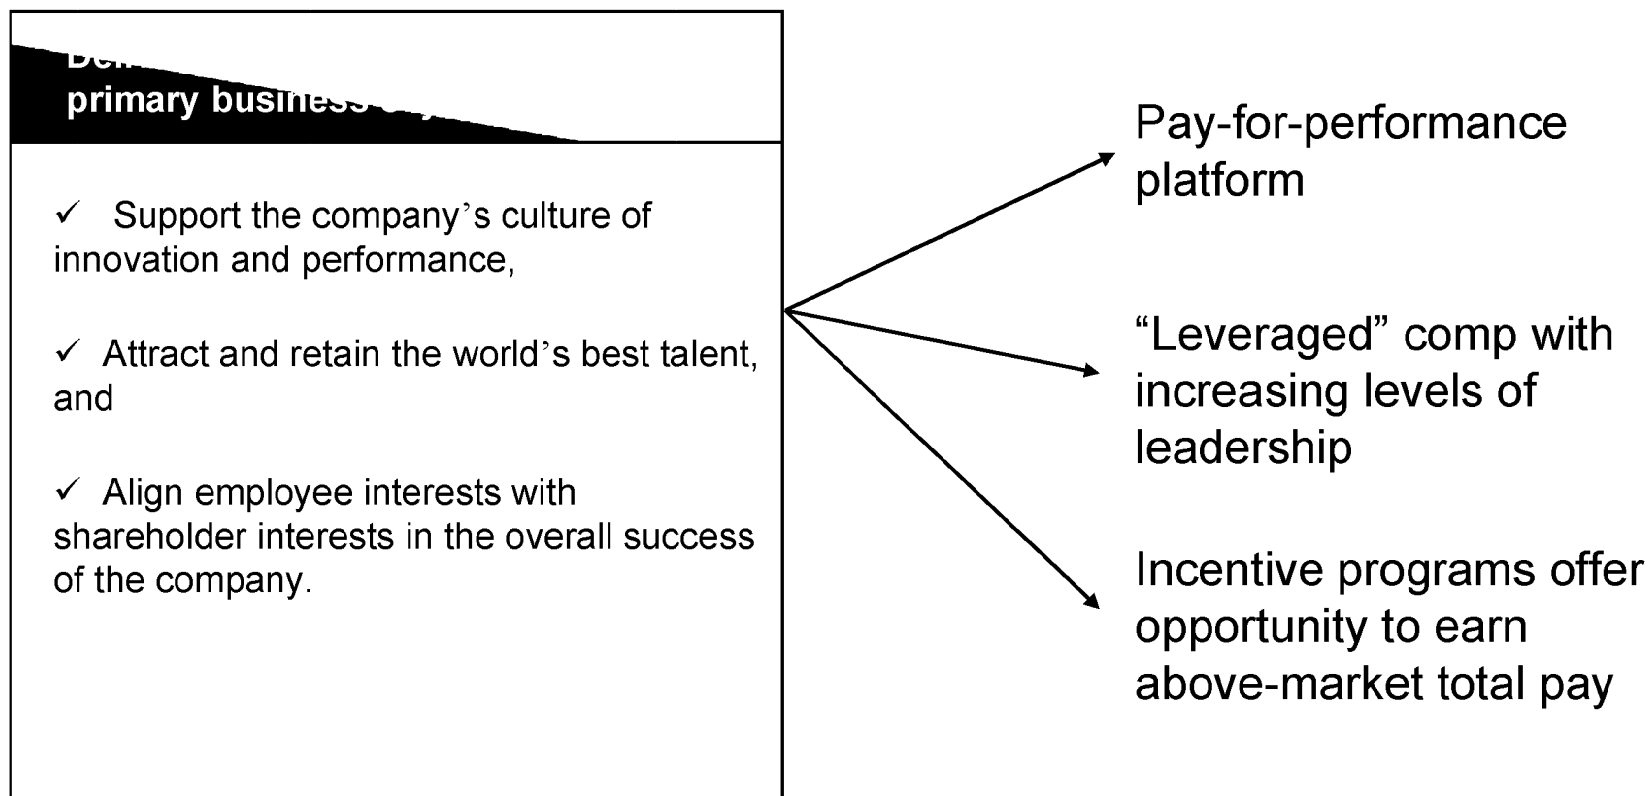 primary business
✓ Support the company’s culture of
innovation and performance,
✓ Attract and retain the world’s best talent,
and
✓ Align employee interests with
shareholder interests in the overall success
of the company.
Pay-for-performance
platform
“Leveraged” comp with
increasing levels of
leadership
Incentive programs offer
opportunity to earn
above-market total pay